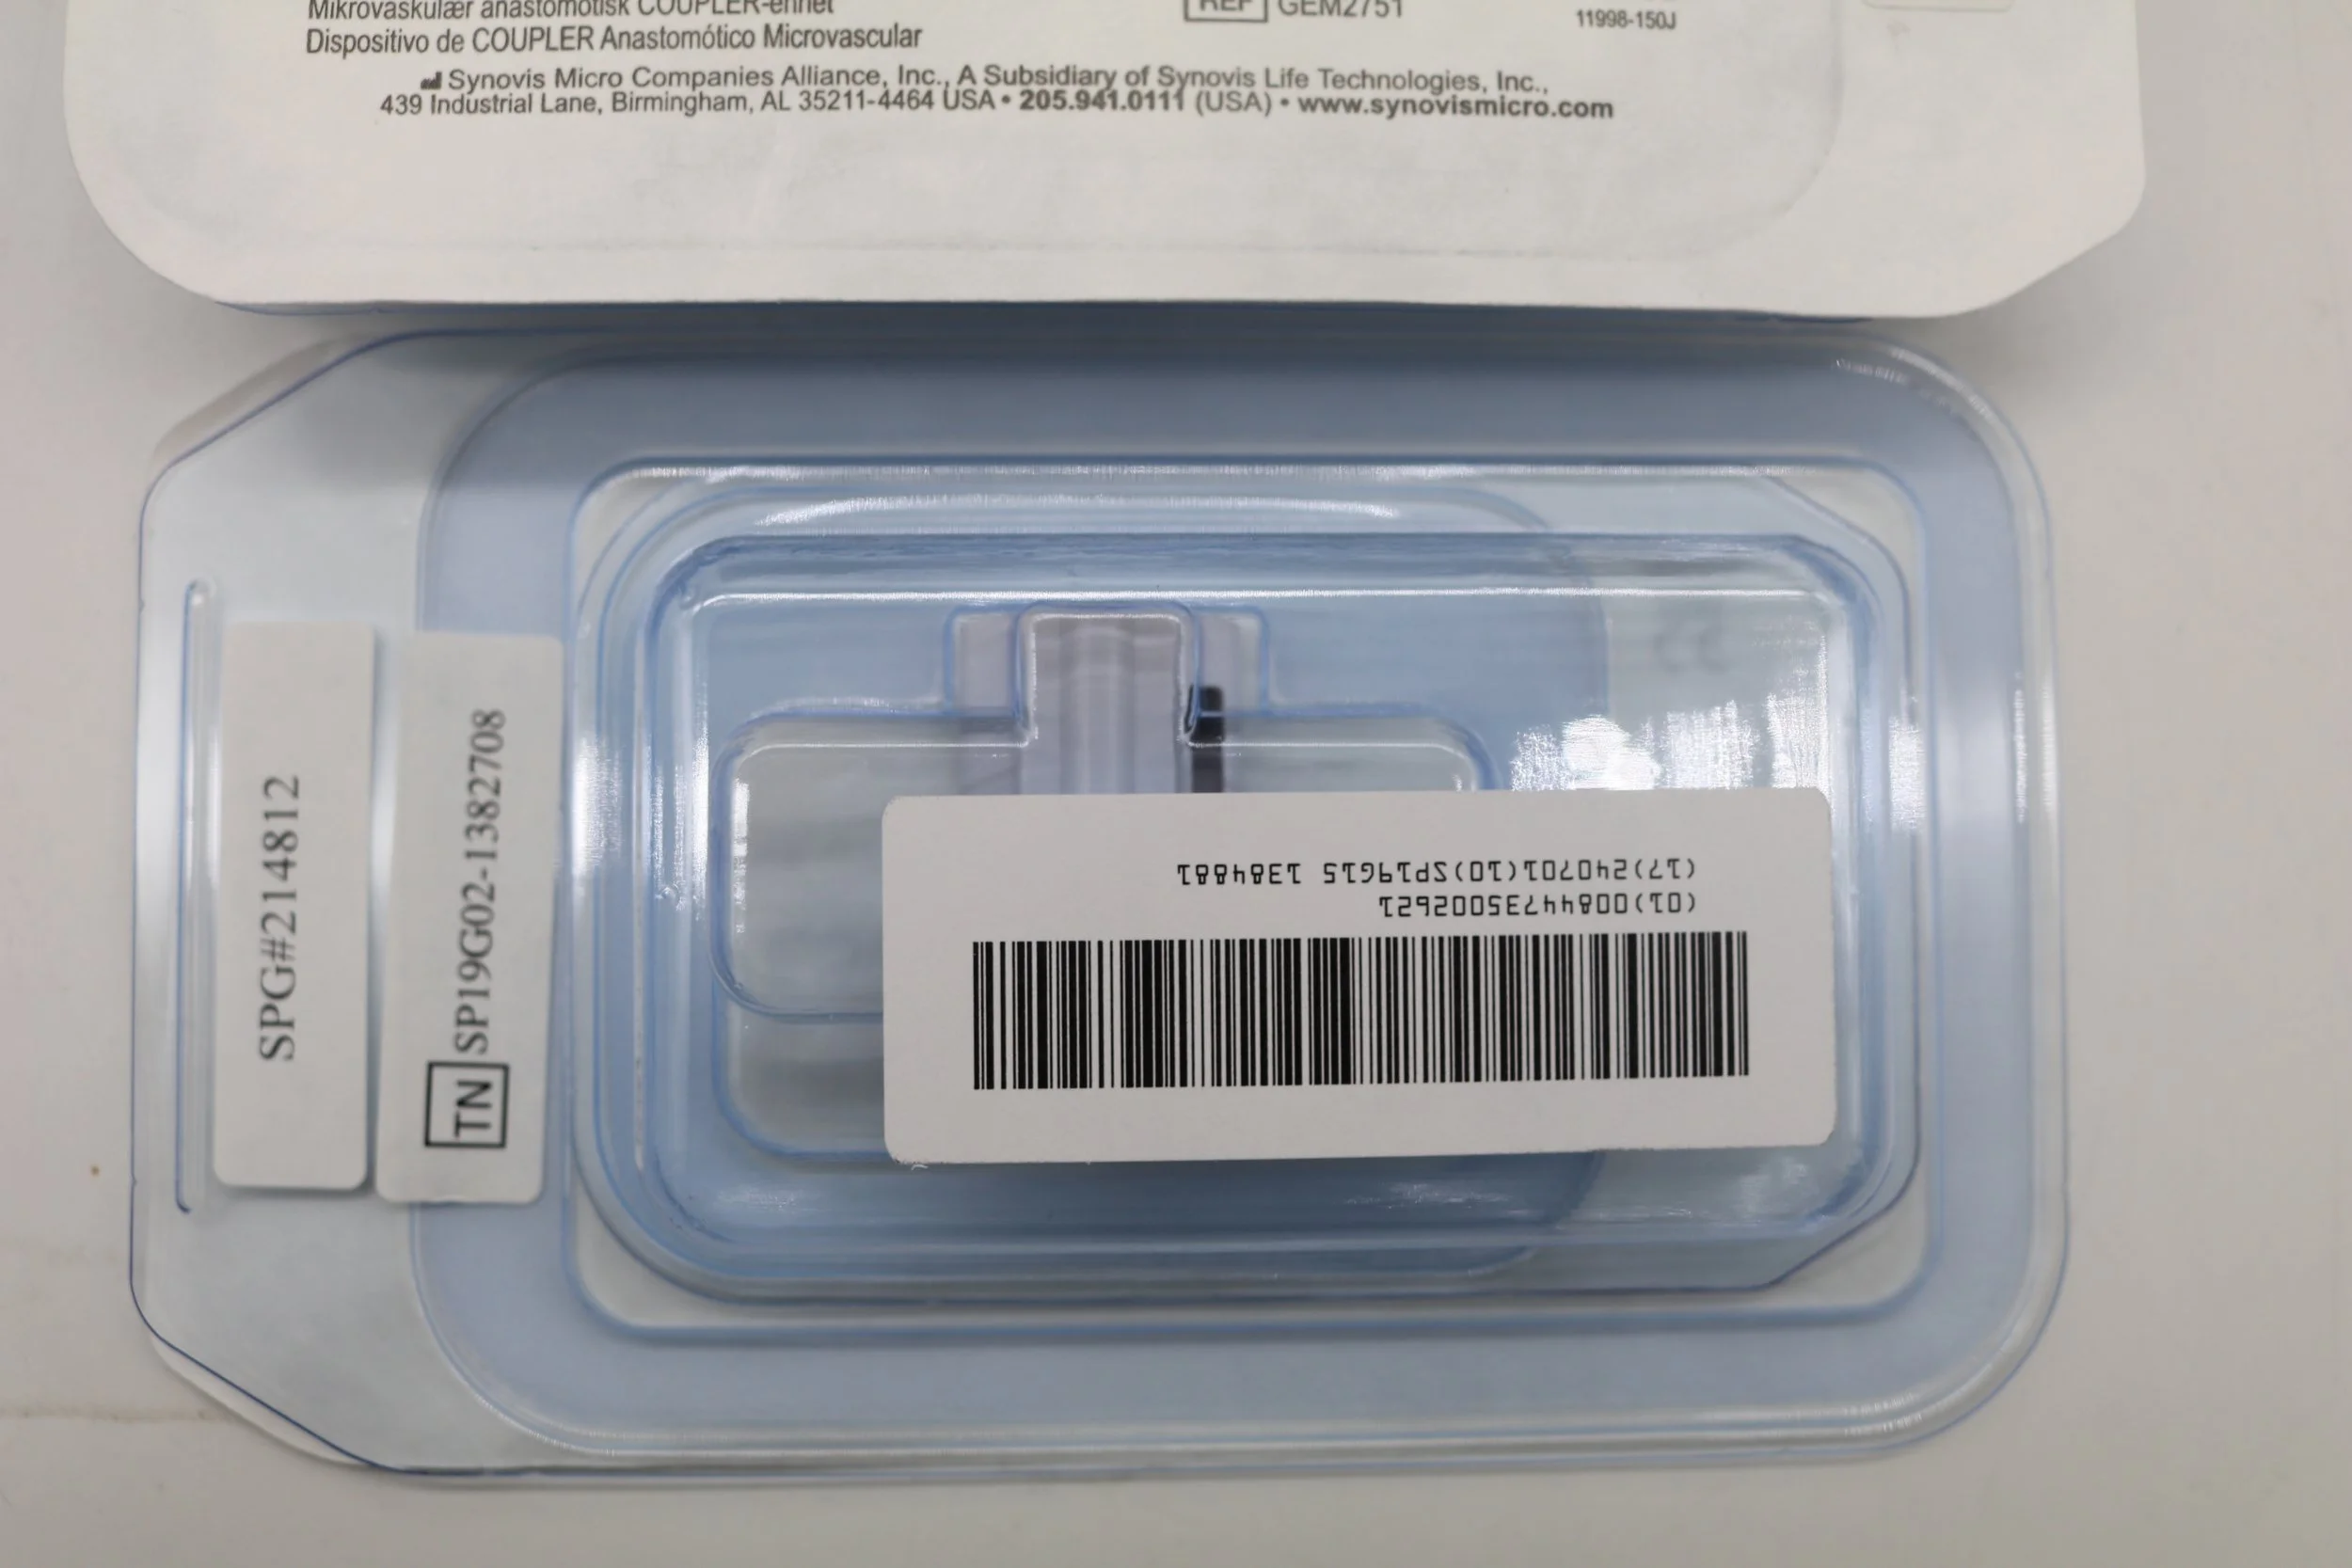 Mikrovaskulær anastomotisk COUPLER-enhet
Dispositivo de COUPLER Anastomótico Microvascular
REF GEM2751
11998-150J
Synovis Micro Companies Alliance, Inc., A Subsidiary of Synovis Life Technologies, Inc.,
439 Industrial Lane, Birmingham, AL 35211-4464 USA • 205.941.0111 (USA) • www.synovismicro.com
SPG#214812
TN SP19G02-1382708
(01)00844735002621
(17)240701(10)SP19G15 1384881